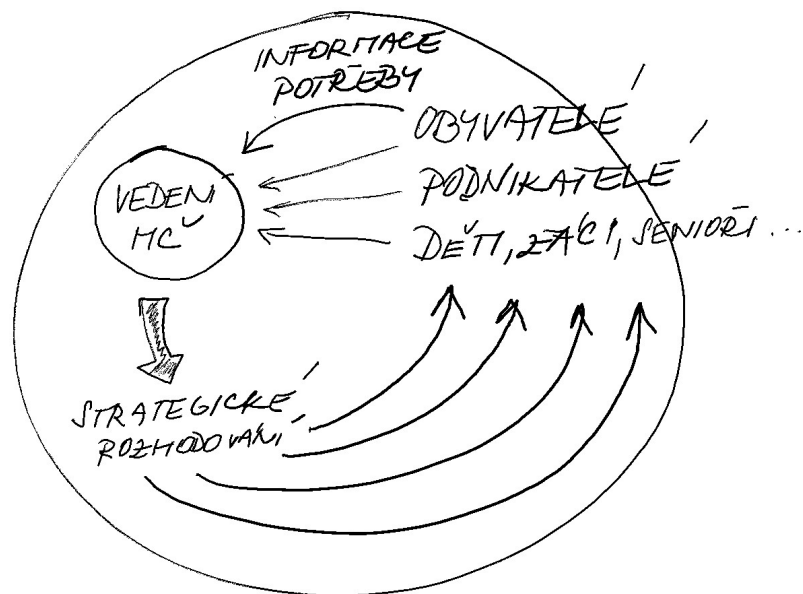 INFORMACE
POTŘEBY
OBYVATELÉ
PODNIKATELÉ
DĚTI, ŽÁCI, SENIOŘI...
VEDENÍ
MČ
STRATEGICKÉ
ROZHODOVÁNÍ